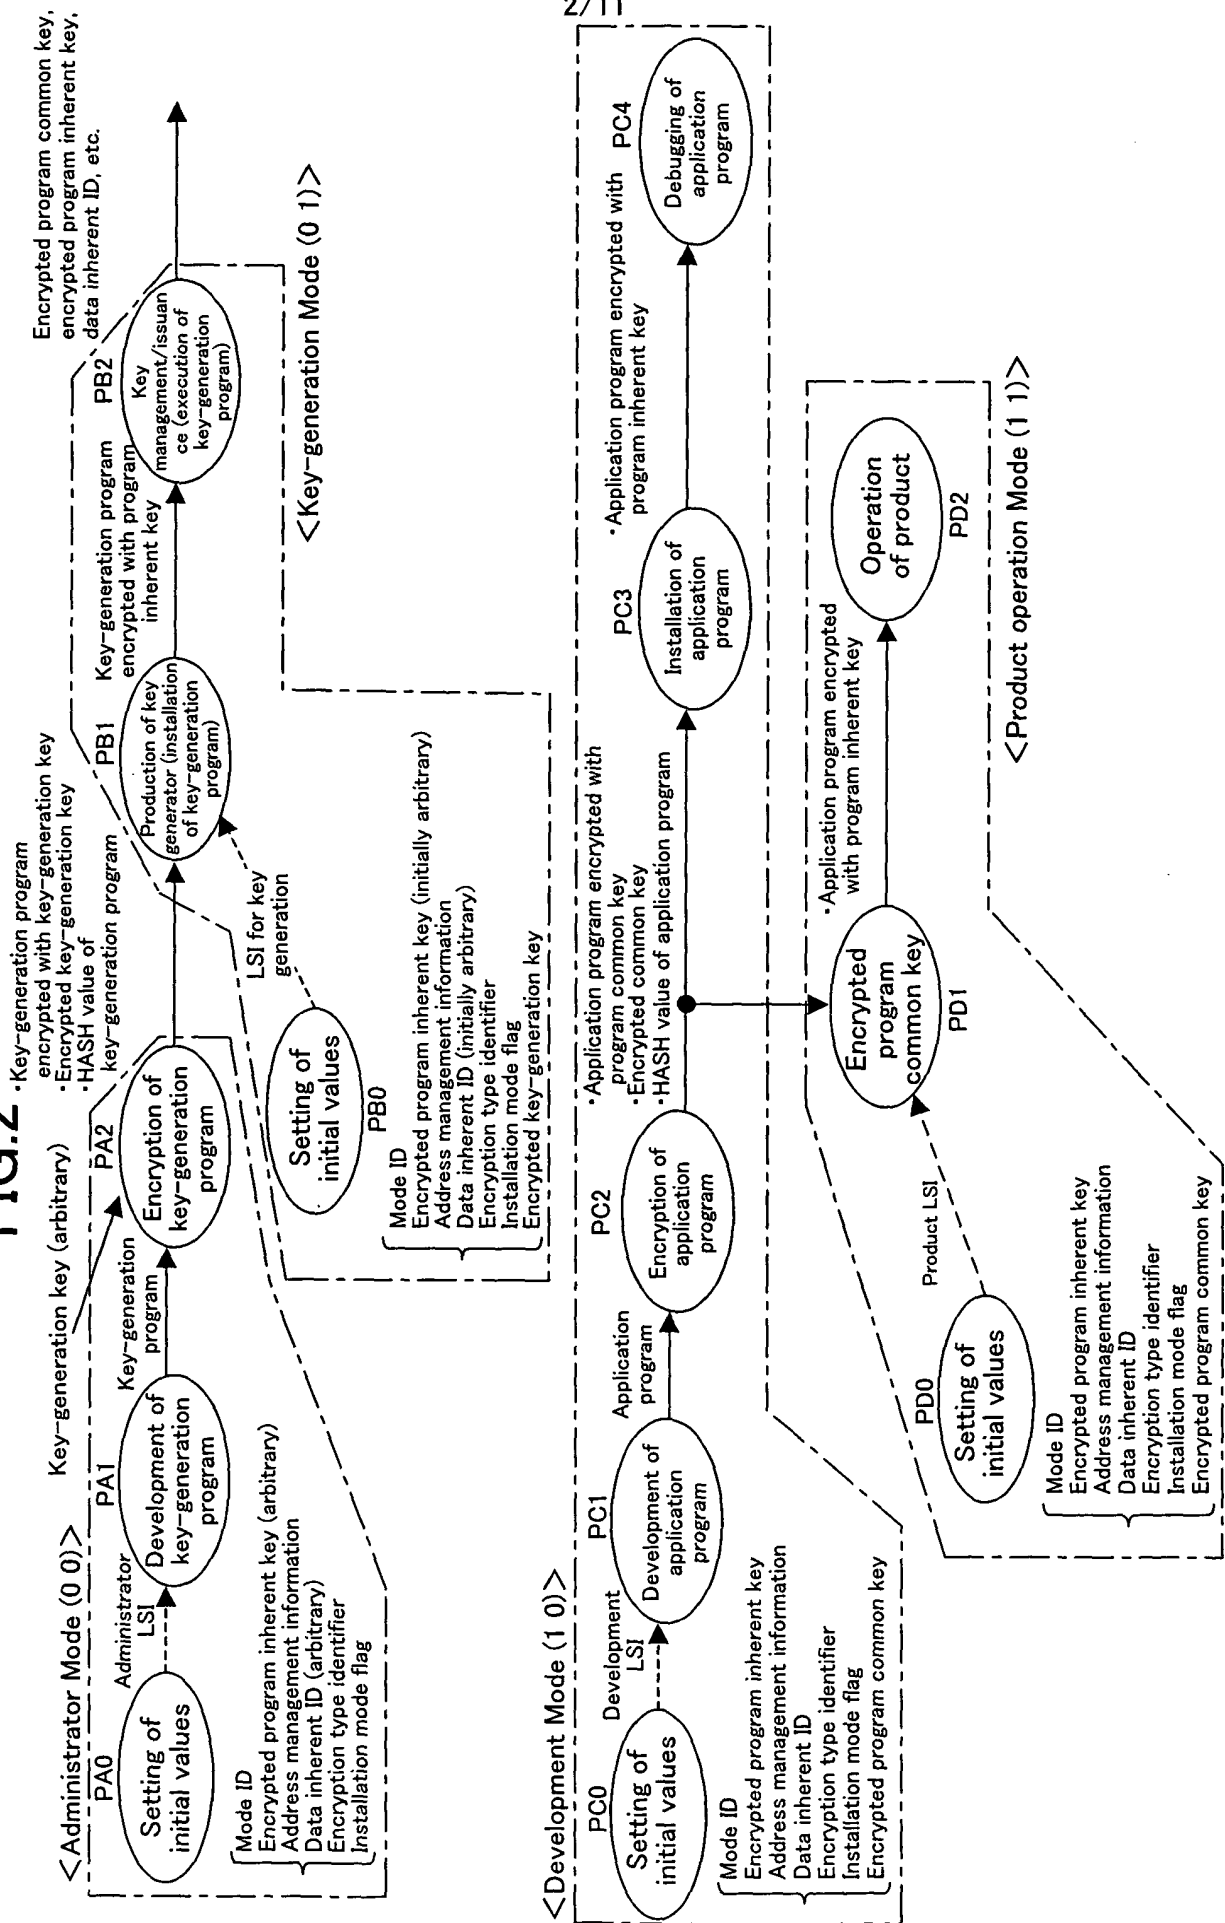 2/11
FIG.2
<Administrator Mode (0 0)>
PA0
Setting of
initial values
Administrator
LSI
Mode ID
Encrypted program inherent key (arbitrary)
Address management information
Data inherent ID (arbitrary)
Encryption type identifier
Installation mode flag
PA1
Development of
key-generation
program
Key-generation
program
Key-generation key (arbitrary)
PA2
Encryption of
key-generation
program
・Key-generation program
encrypted with key-generation key
・Encrypted key-generation key
・HASH value of
key-generation program
PB0
Setting of
initial values
LSI for key
generation
Mode ID
Encrypted program inherent key (initially arbitrary)
Address management information
Data inherent ID (initially arbitrary)
Encryption type identifier
Installation mode flag
Encrypted key-generation key
PB1
Production of key
generator (installation
of key-generation
program)
Key-generation program
encrypted with program
inherent key
PB2
Key
management/issuan
ce (execution of
key-generation
program)
Encrypted program common key,
encrypted program inherent key,
data inherent ID, etc.
<Key-generation Mode (0 1)>
<Development Mode (1 0)>
PC0
Setting of
initial values
Development
LSI
Mode ID
Encrypted program inherent key
Address management information
Data inherent ID
Encryption type identifier
Installation mode flag
Encrypted program common key
PC1
Development of
application
program
Application
program
PC2
Encryption of
application
program
・Application program encrypted with
program common key
・Encrypted common key
・HASH value of application program
PC3
Installation of
application
program
・Application program encrypted with
program inherent key
PC4
Debugging of
application
program
PD0
Setting of
initial values
Product LSI
Mode ID
Encrypted program inherent key
Address management information
Data inherent ID
Encryption type identifier
Installation mode flag
Encrypted program common key
Encrypted
program
common key
PD1
・Application program encrypted
with program inherent key
Operation
of product
PD2
<Product operation Mode (1 1)>